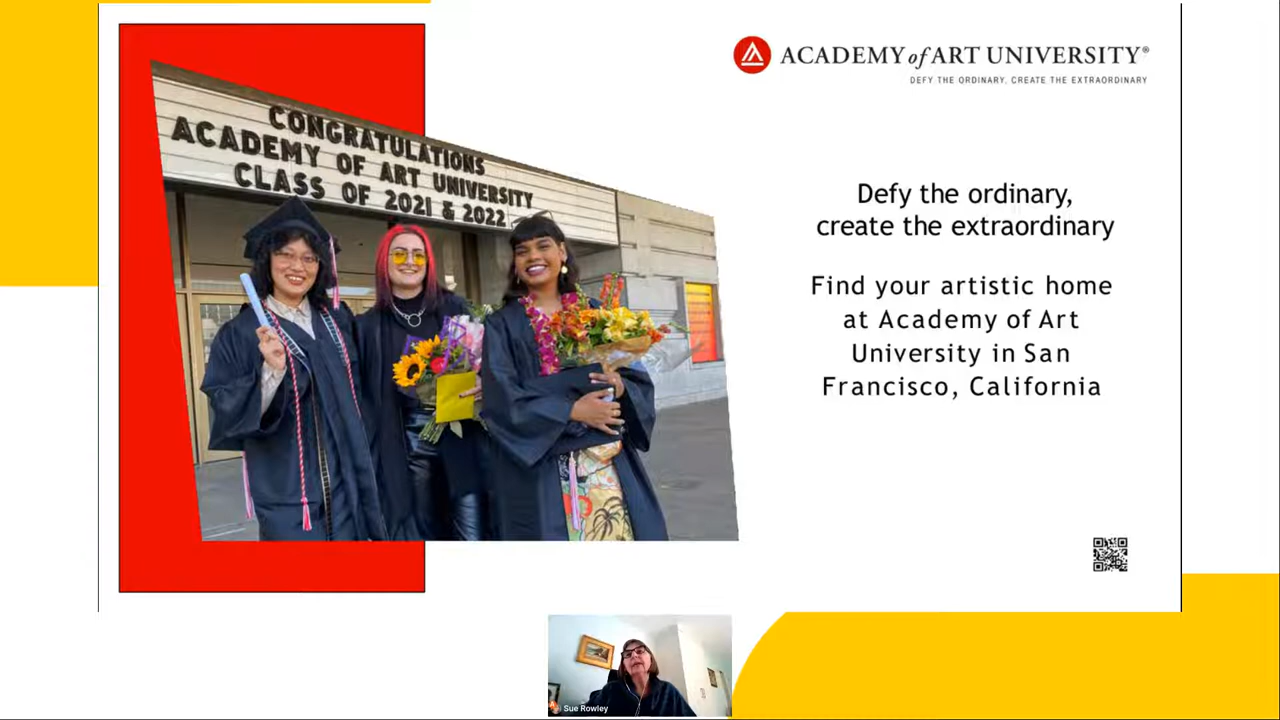 CONGRATULATIONS
ACADEMY OF ART UNIVERSITY
CLASS OF 2021 & 2022
ACADEMY of ART UNIVERSITY®
DEFY THE ORDINARY, CREATE THE EXTRAORDINARY
Defy the ordinary,
create the extraordinary
Find your artistic home
at Academy of Art
University in San
Francisco, California
Sue Rowley